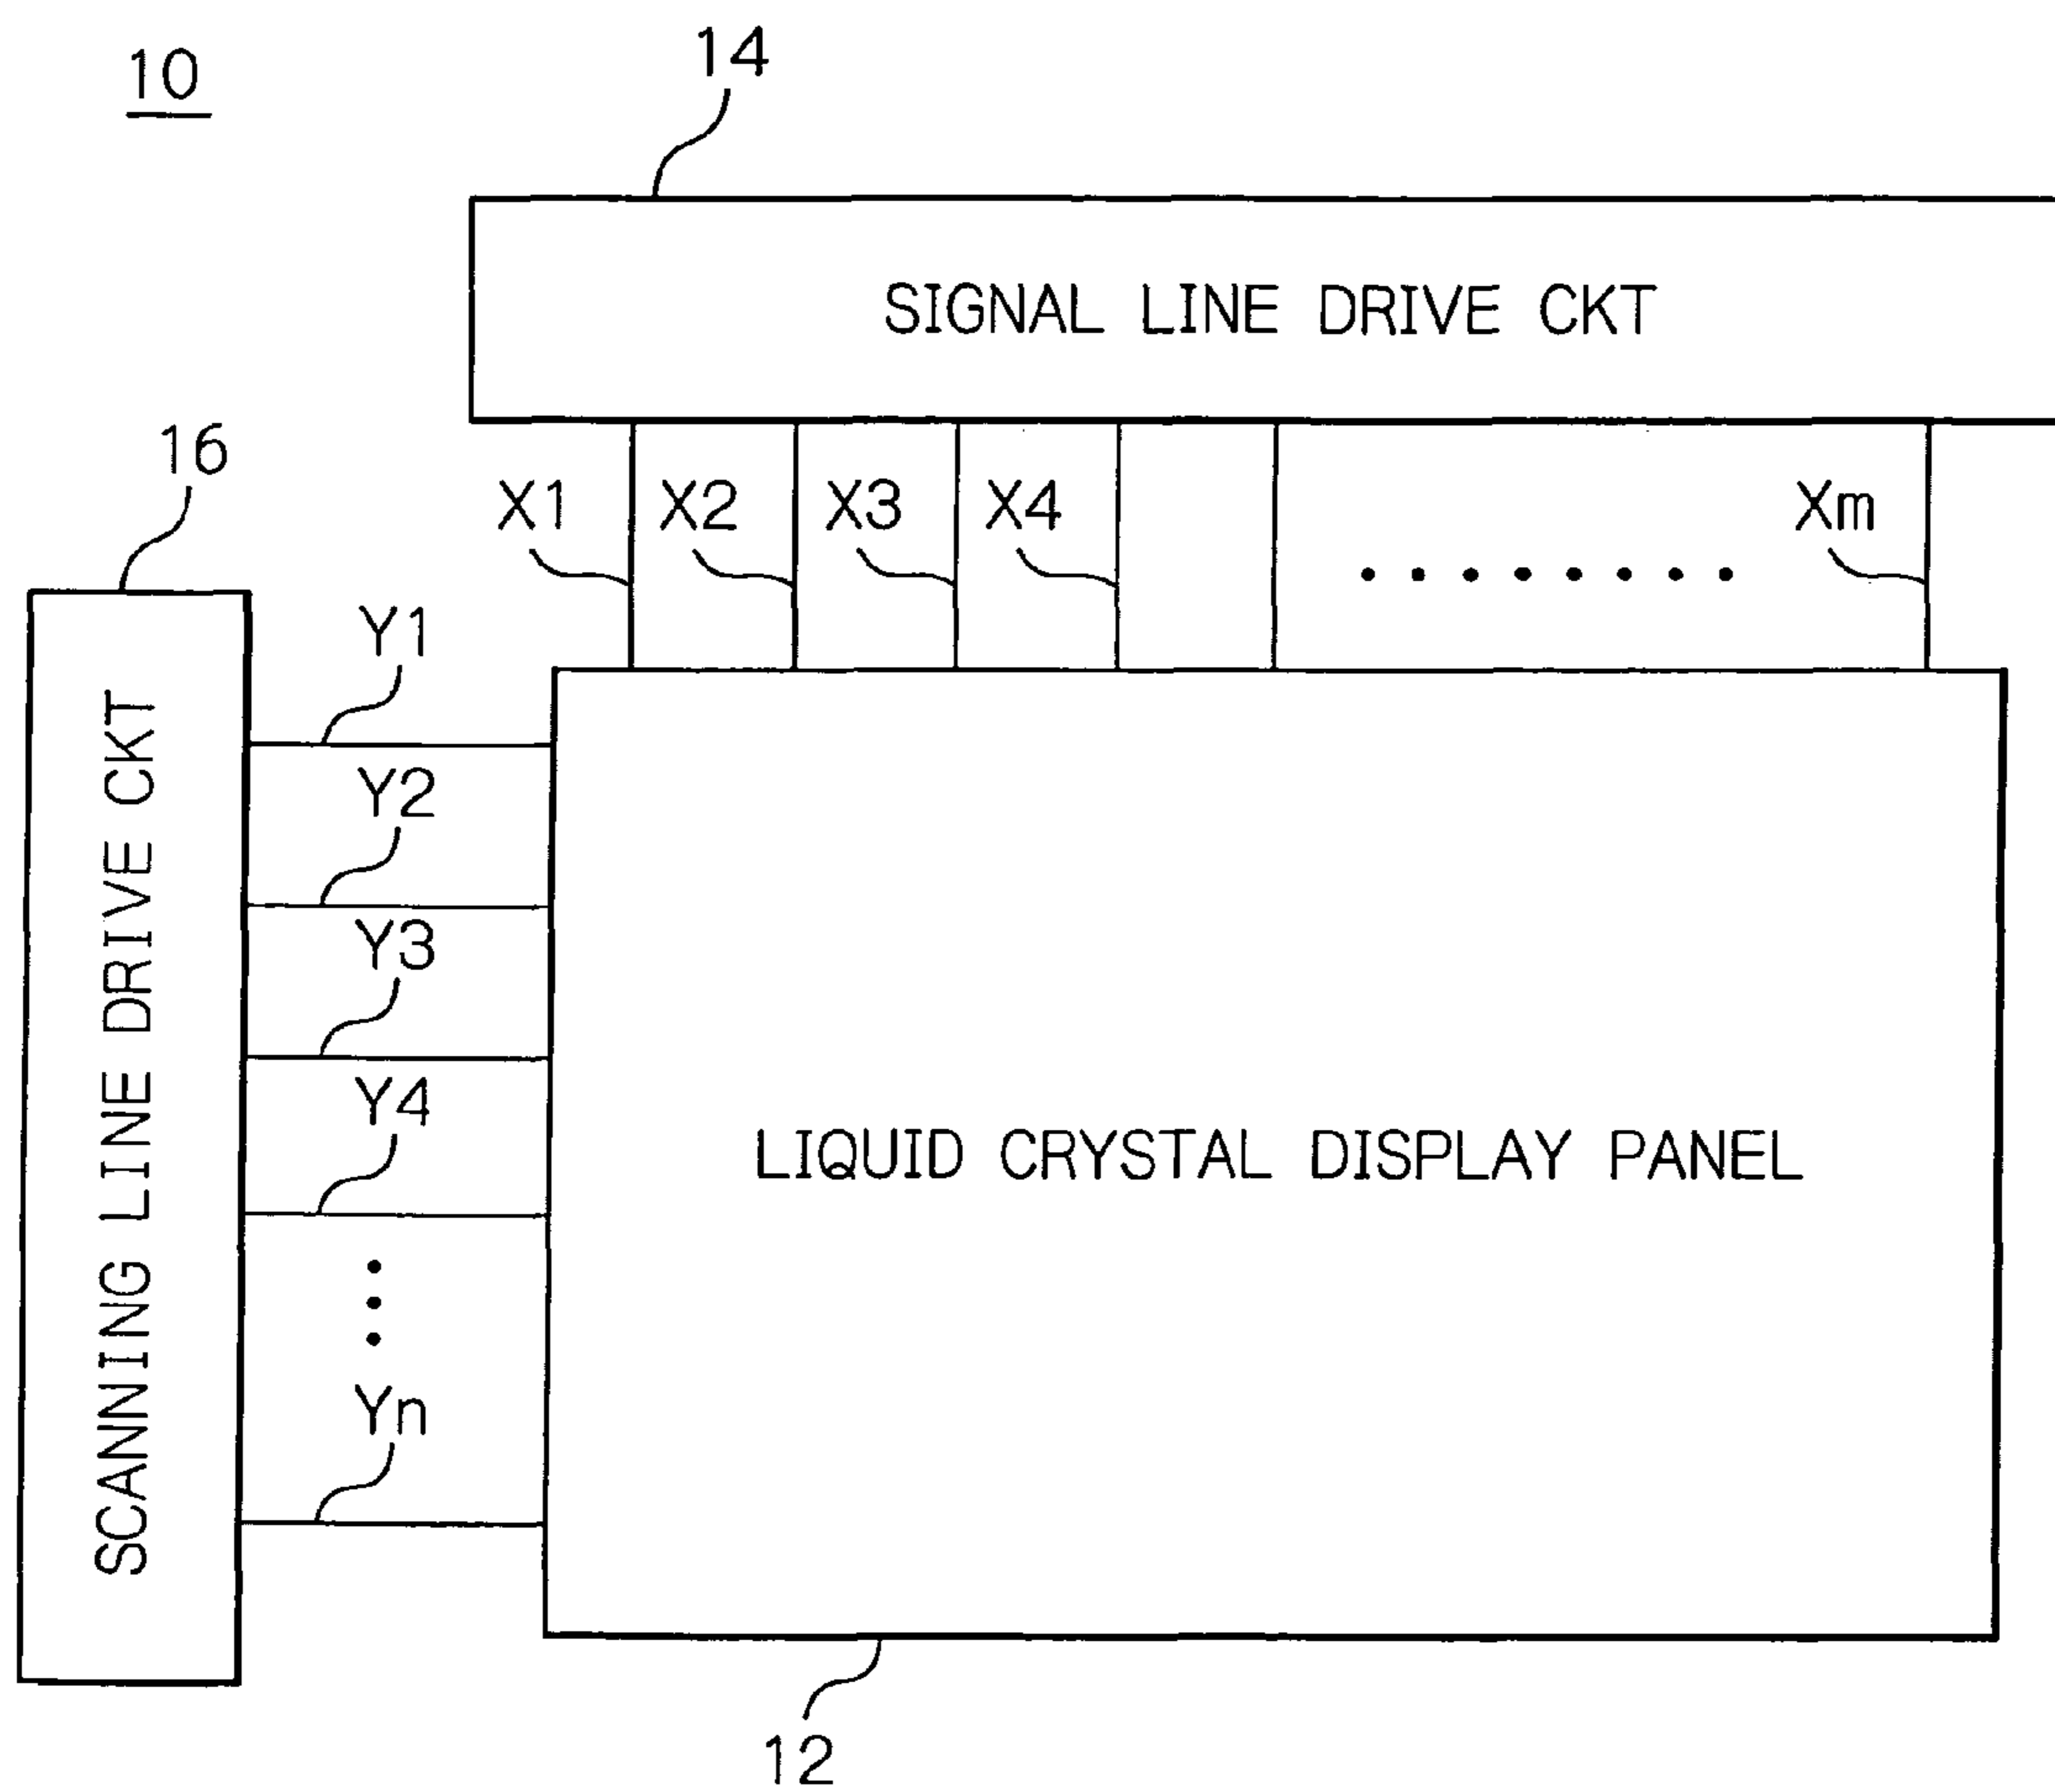 10
14
SIGNAL LINE DRIVE CKT
16
X1 X2 X3 X4 Xm
Y1
Y2
Y3
Y4
Yn
SCANNING LINE DRIVE CKT
LIQUID CRYSTAL DISPLAY PANEL
12